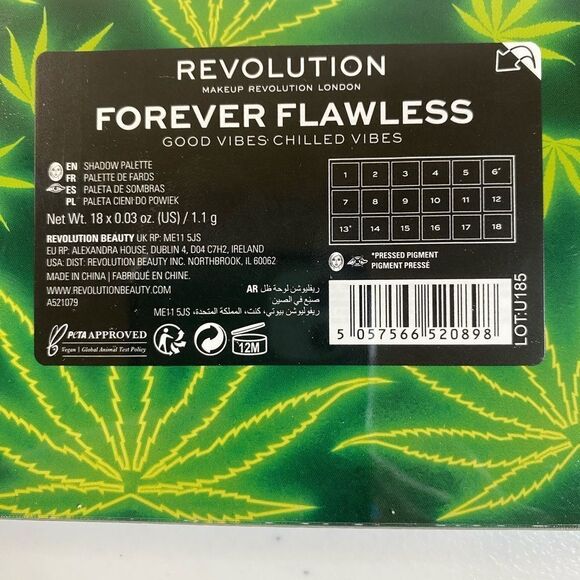 REVOLUTION
MAKEUP REVOLUTION LONDON
FOREVER FLAWLESS
GOOD VIBES CHILLED VIBES
EN SHADOW PALETTE
FR PALETTE DE FARDS
ES PALETA DE SOMBRAS
PL PALETA CIENI DO POWIEK
Net Wt. 18 x 0.03 oz. (US) / 1.1 g
REVOLUTION BEAUTY UK RP: ME11 5JS
EU RP: ALEXANDRA HOUSE, DUBLIN 4, D04 C7H2, IRELAND
USA: DIST: REVOLUTION BEAUTY INC. NORTHBROOK, IL 60062
MADE IN CHINA | FABRIQUÉ EN CHINE.
WWW.REVOLUTIONBEAUTY.COM
A521079
1 2 3 4 5 6*
7 8 9 10 11 12
13* 14 15 16 17 18
*PRESSED PIGMENT
PIGMENT PRESSÉ
AR ريفليوشن لوحة ظل
صنع في الصين
ريفوليوشن بيوتي، كنت، المملكة المتحدة، ME11 5JS
PETA APPROVED
Vegan | Global Animal Test Policy
12M
5 057566 520898
LOT:U185